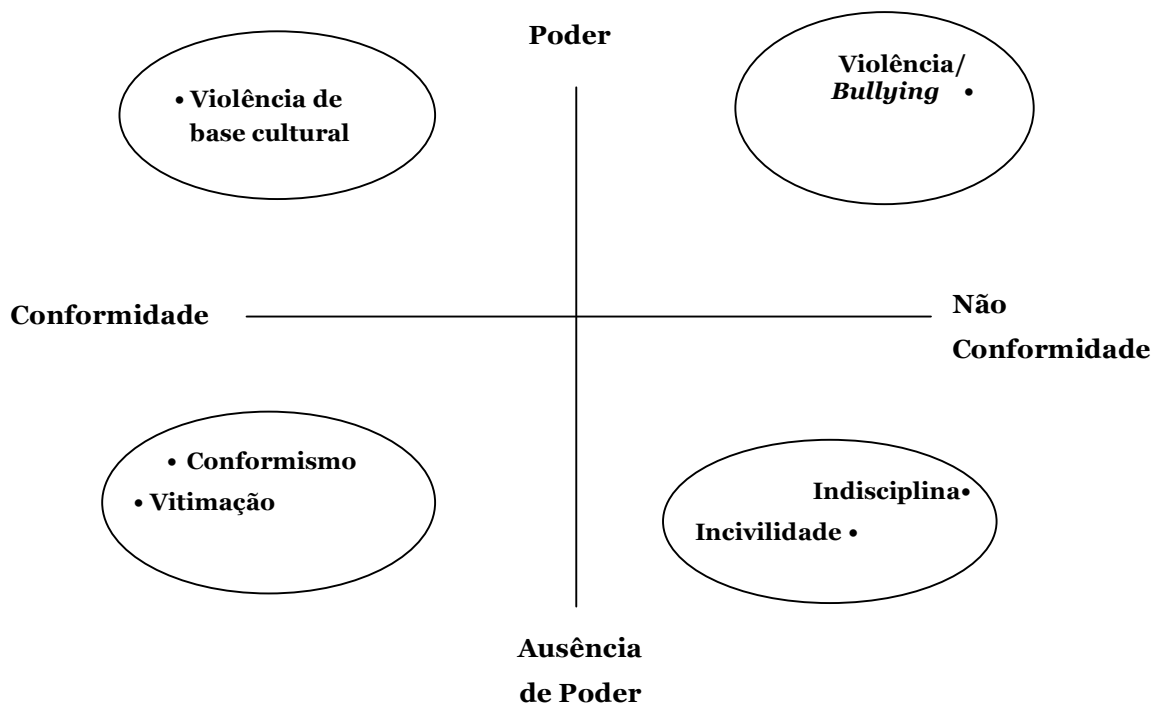 Poder
• Violência de
base cultural
Violência/
Bullying •
Conformidade
Não
Conformidade
• Conformismo
• Vitimação
Indisciplina•
Incivilidade •
Ausência
de Poder